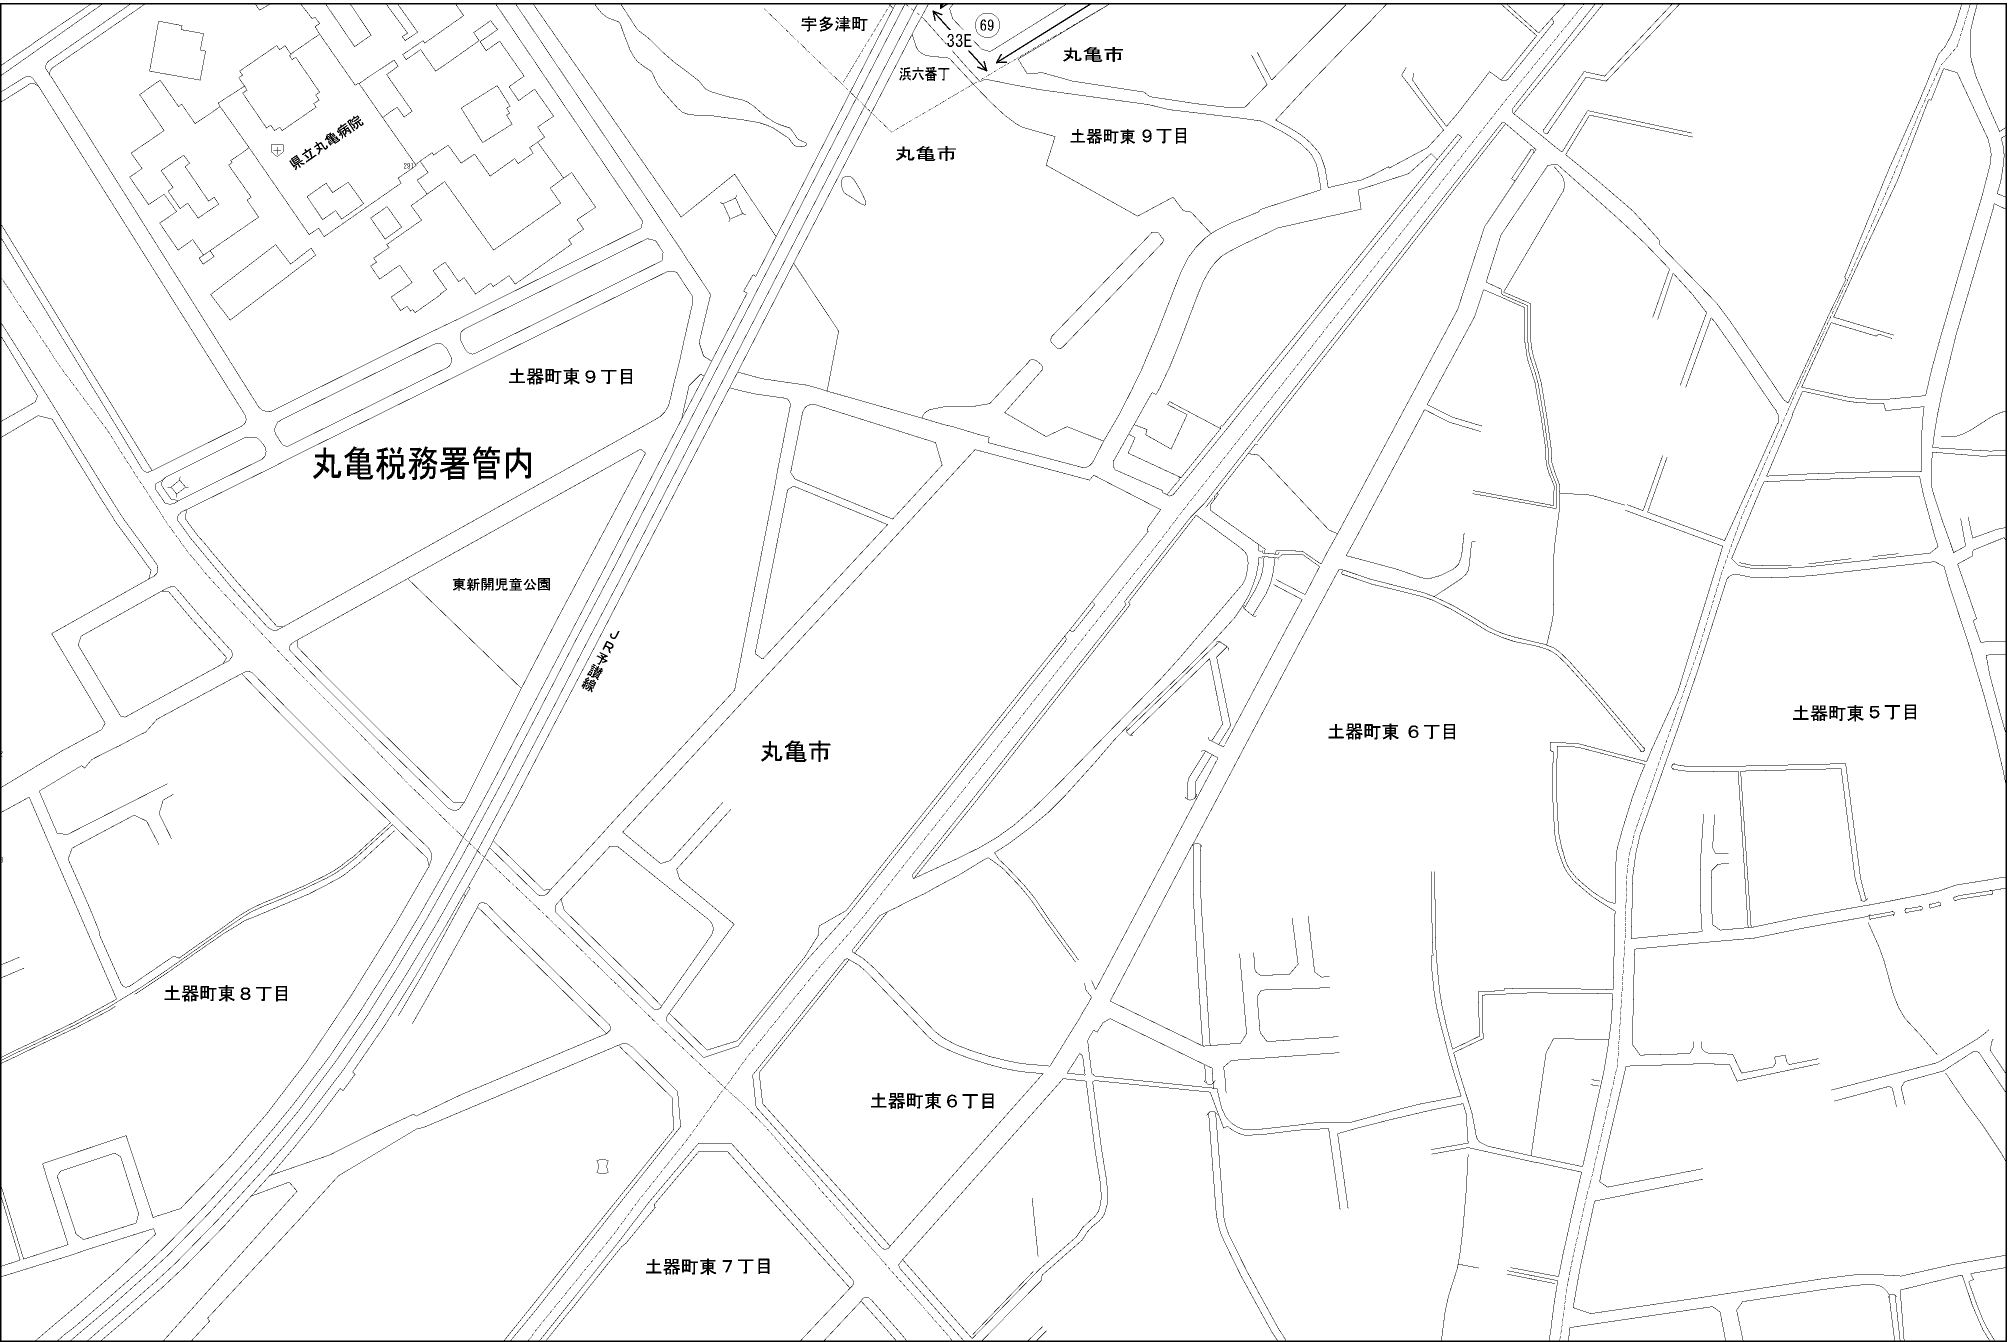 宇多津町
69
33E
丸亀市
浜六番丁
県立丸亀病院
291
丸亀市
土器町東９丁目
土器町東９丁目
丸亀税務署管内
東新開児童公園
ＪＲ予讃線
丸亀市
土器町東 ６丁目
土器町東５丁目
土器町東８丁目
土器町東６丁目
土器町東７丁目